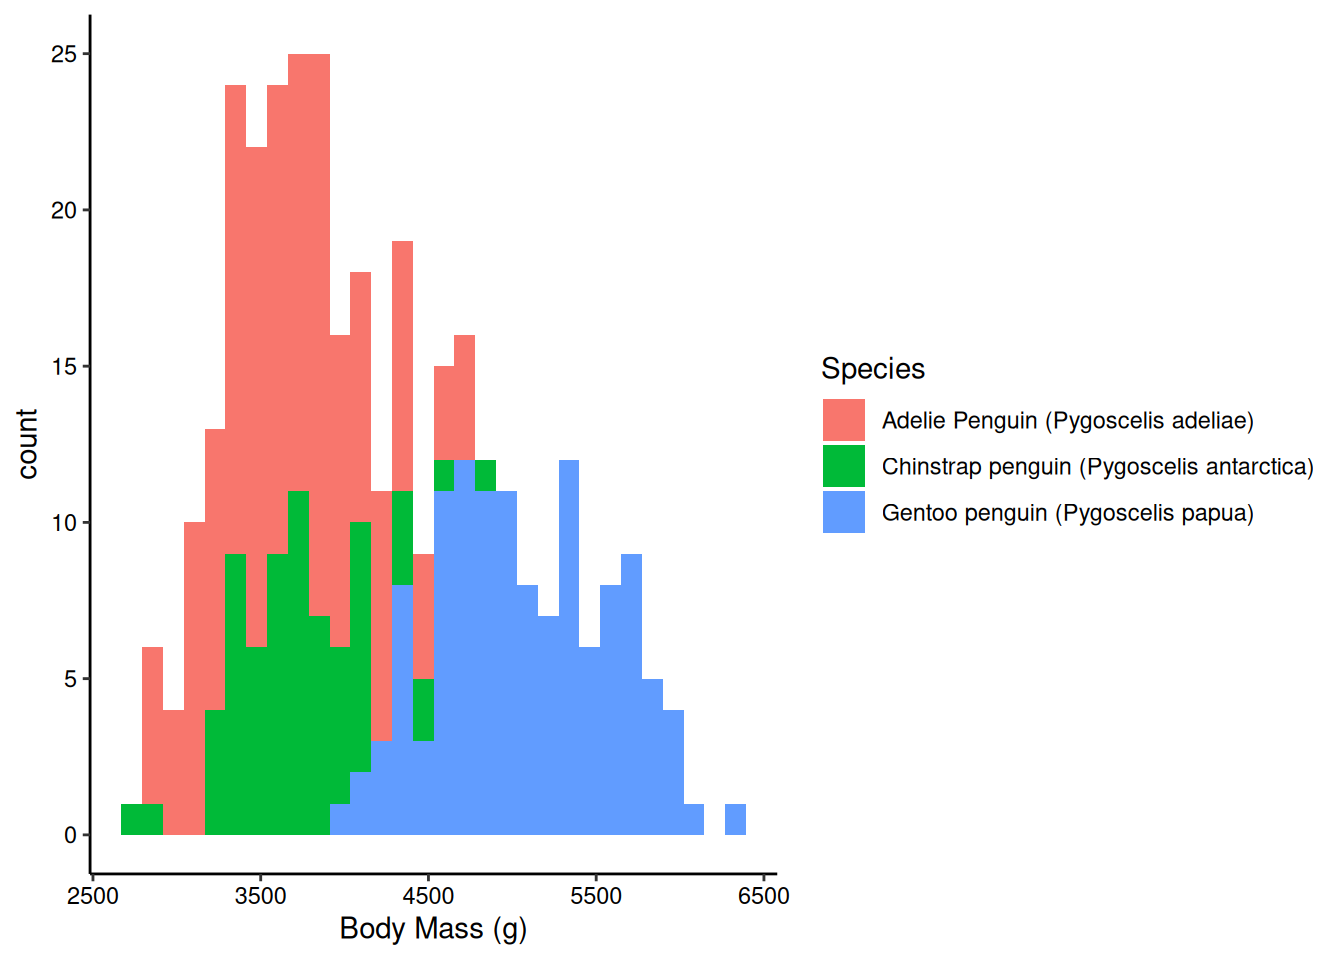 25
20
15
10
5
0
count
2500 3500 4500 5500 6500
Body Mass (g)
Species
Adelie Penguin (Pygoscelis adeliae)
Chinstrap penguin (Pygoscelis antarctica)
Gentoo penguin (Pygoscelis papua)